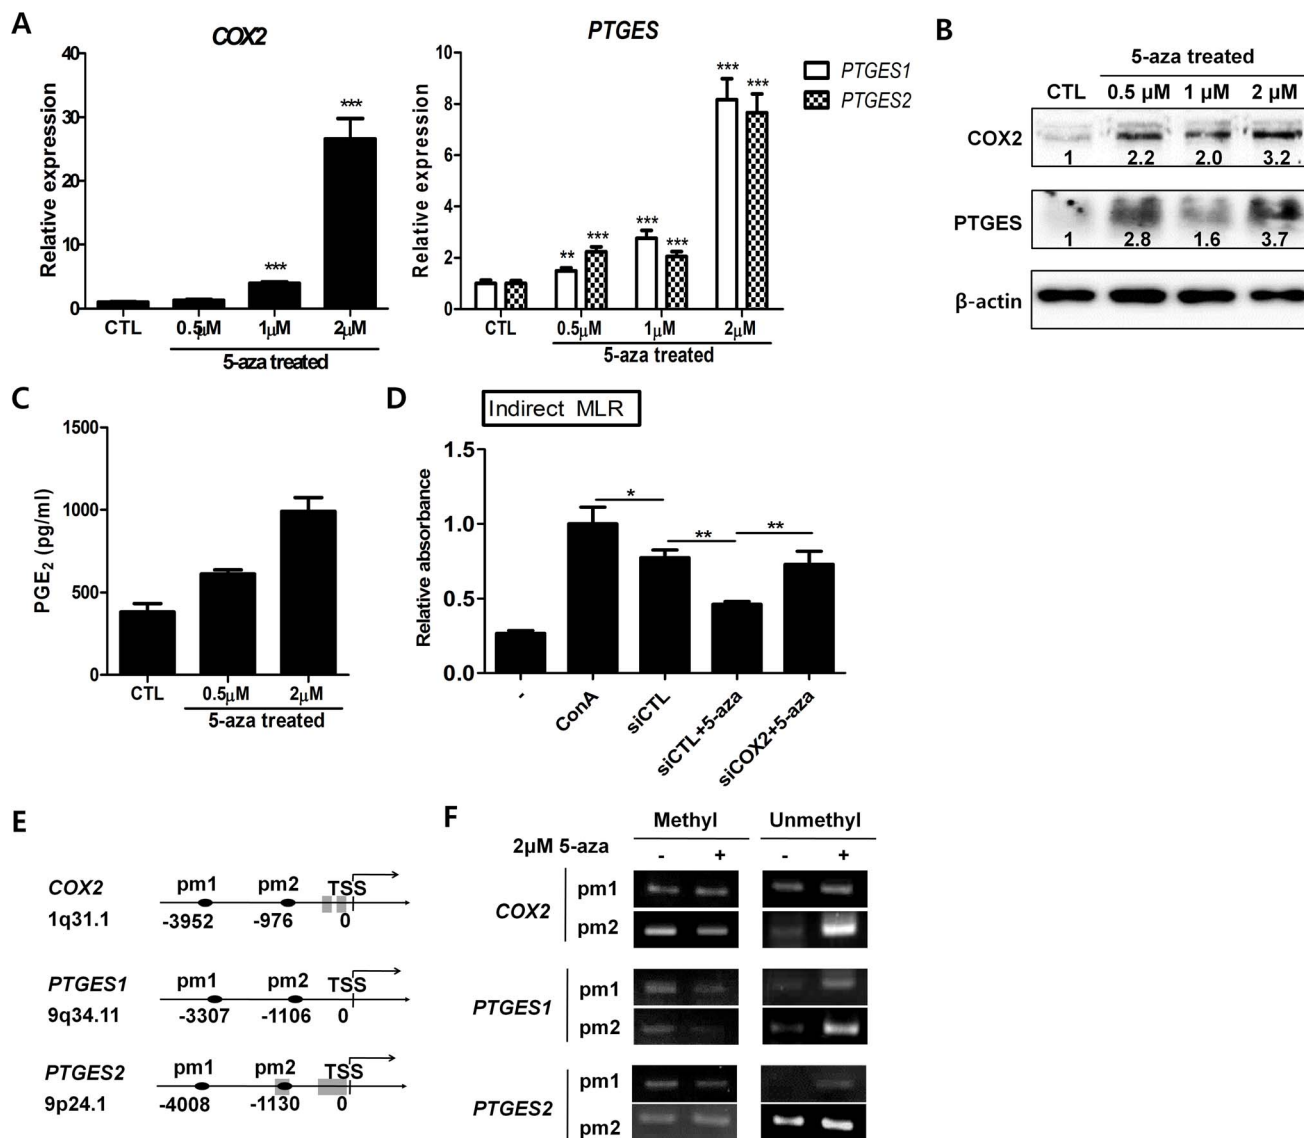 A
COX2
Relative expression
40
30
20
10
0
***
***
CTL
0.5μM
1μM
2μM
5-aza treated
PTGES
Relative expression
10
8
6
4
2
0
**
***
***
***
***
***
PTGES1
PTGES2
CTL
0.5μM
1μM
2μM
5-aza treated
B
5-aza treated
CTL 0.5 μM 1 μM 2 μM
COX2
1 2.2 2.0 3.2
PTGES
1 2.8 1.6 3.7
β-actin
C
PGE2 (pg/ml)
1500
1000
500
0
CTL
0.5μM
2μM
5-aza treated
D
Indirect MLR
Relative absorbance
1.5
1.0
0.5
0.0
*
**
**
-
ConA
siCTL
siCTL+5-aza
siCOX2+5-aza
E
COX2 pm1 pm2 TSS
1q31.1 -3952 -976 0
PTGES1 pm1 pm2 TSS
9q34.11 -3307 -1106 0
PTGES2 pm1 pm2 TSS
9p24.1 -4008 -1130 0
F
Methyl Unmethyl
2μM 5-aza - + - +
COX2
pm1
pm2
PTGES1
pm1
pm2
PTGES2
pm1
pm2